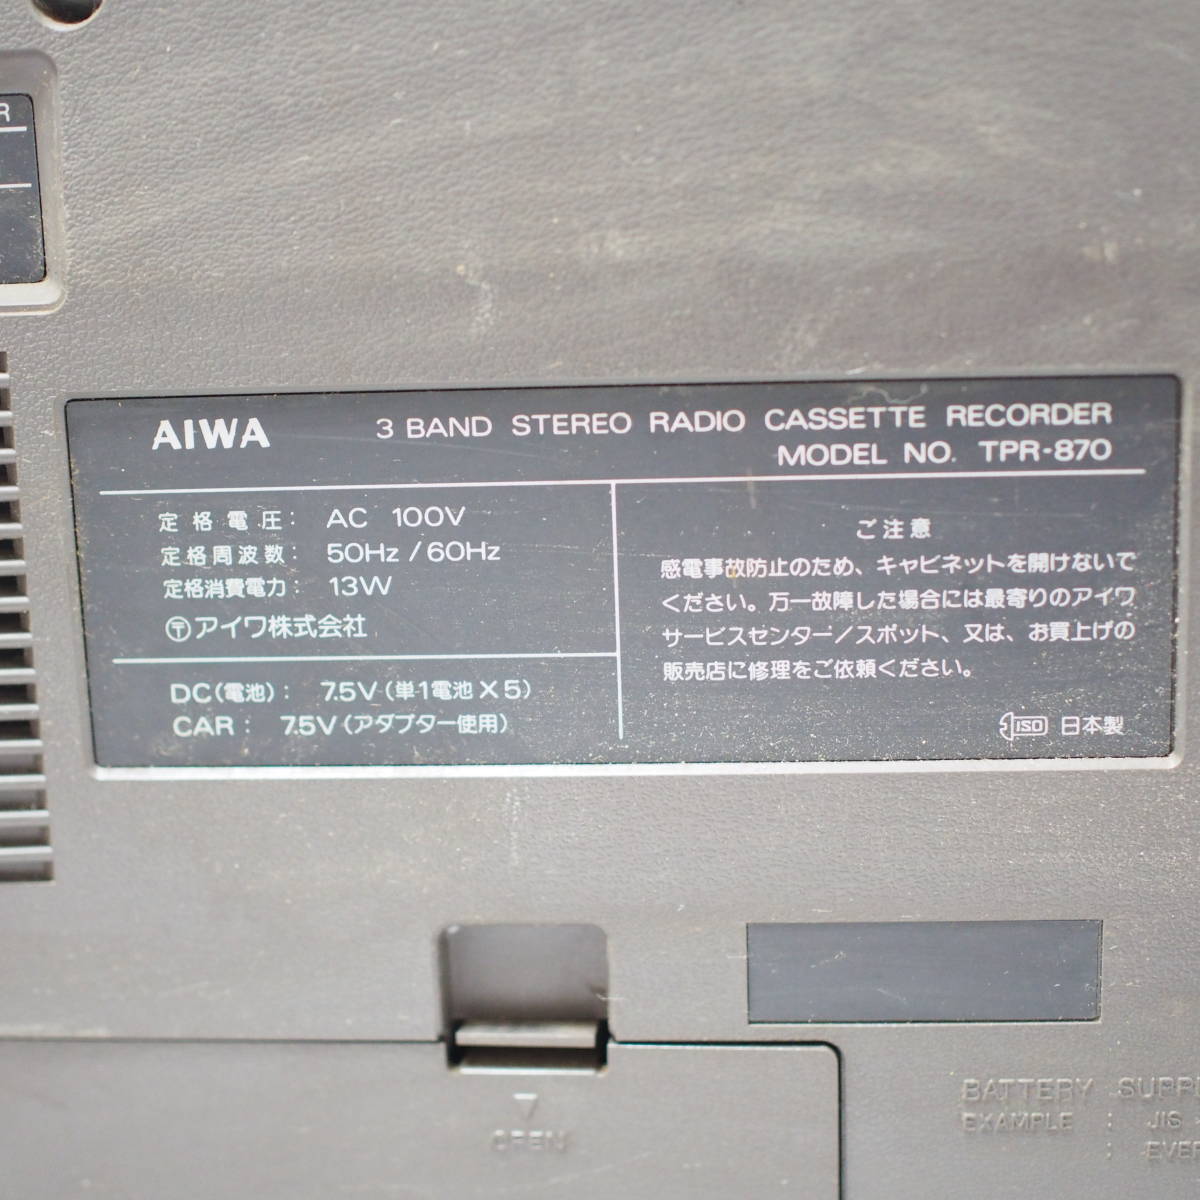 R
AIWA 3 BAND STEREO RADIO CASSETTE RECORDER
MODEL NO. TPR-870
定格電圧: AC 100V
定格周波数: 50Hz/60Hz
定格消費電力: 13W
〶アイワ株式会社
DC(電池): 7.5V(単1電池×5)
CAR: 7.5V(アダプター使用)
ご注意
感電事故防止のため、キャビネットを開けないで
ください。万一故障した場合には最寄りのアイワ
サービスセンター/スポット、又は、お買上げの
販売店に修理をご依頼ください。
ISO 日本製
OPEN
BATTERY
EXAMPLE : JIS
: